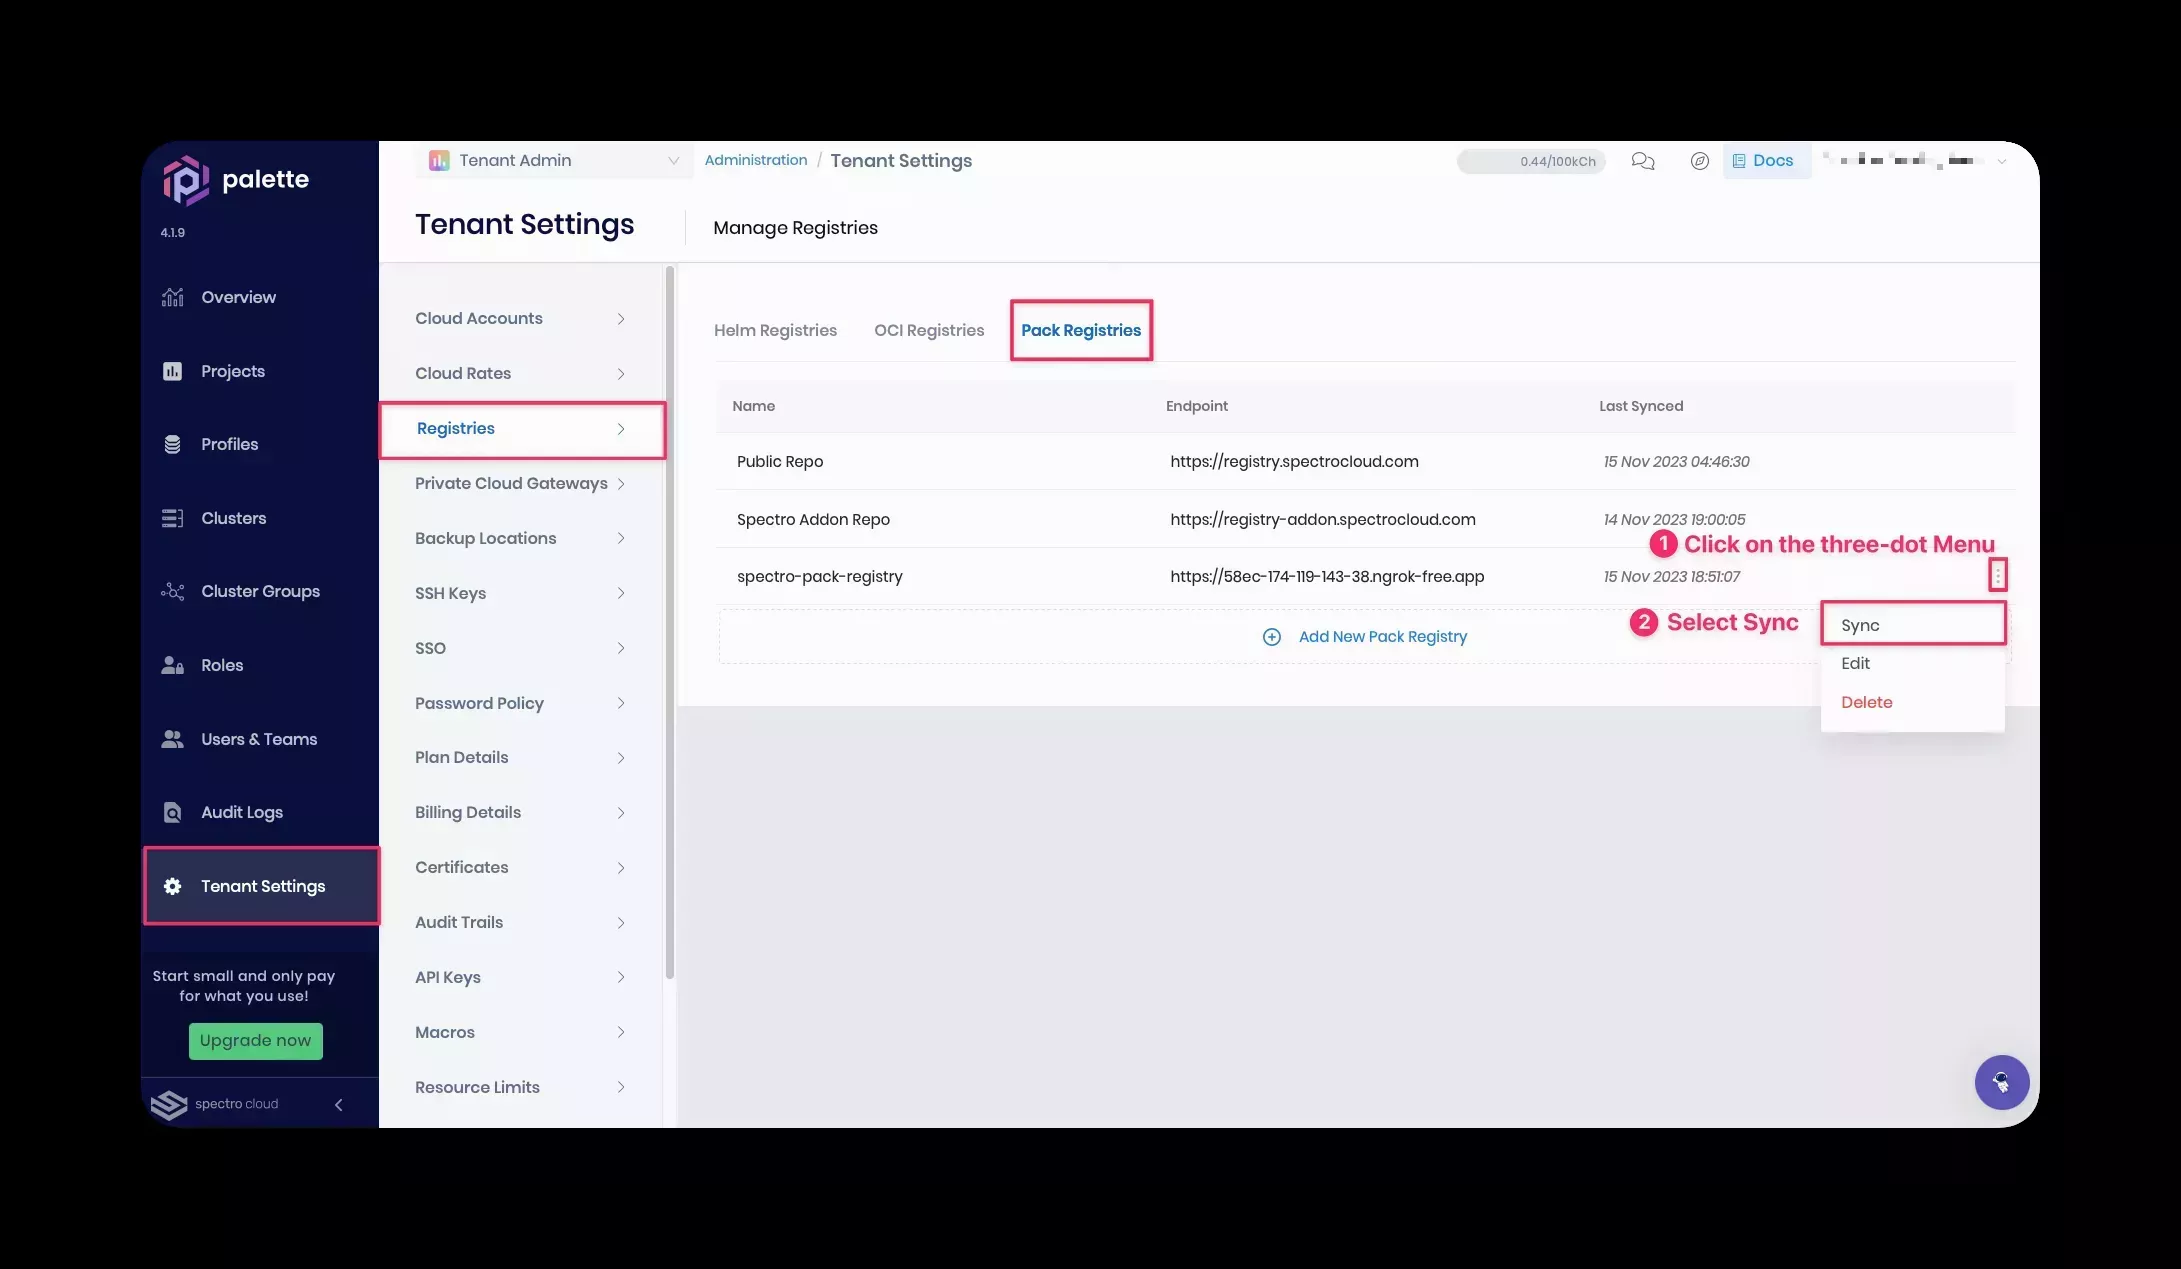 palette
4.1.9
Overview
Projects
Profiles
Clusters
Cluster Groups
Roles
Users & Teams
Audit Logs
Tenant Settings
Start small and only pay
for what you use!
Upgrade now
spectro cloud
Tenant Admin
Administration / Tenant Settings
0.44/100kCh
Docs
Tenant Settings
Manage Registries
Cloud Accounts
Cloud Rates
Registries
Private Cloud Gateways
Backup Locations
SSH Keys
SSO
Password Policy
Plan Details
Billing Details
Certificates
Audit Trails
API Keys
Macros
Resource Limits
Helm Registries OCI Registries Pack Registries
Name Endpoint Last Synced
Public Repo https://registry.spectrocloud.com 15 Nov 2023 04:46:30
Spectro Addon Repo https://registry-addon.spectrocloud.com 14 Nov 2023 19:00:05
1 Click on the three-dot Menu
spectro-pack-registry https://58ec-174-119-143-38.ngrok-free.app 15 Nov 2023 18:51:07
2 Select Sync
Add New Pack Registry
Sync
Edit
Delete